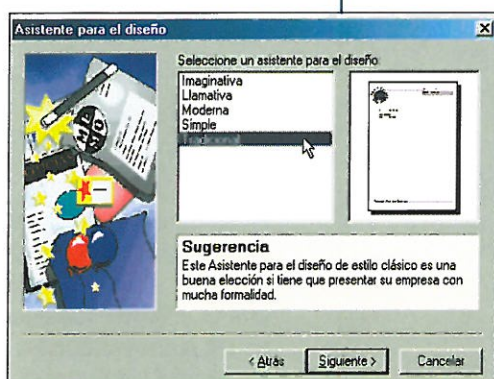 Asistente para el diseño
Seleccione un asistente para el diseño:
Imaginativa
Llamativa
Moderna
Simple
MEMO
Sugerencia
Este Asistente para el diseño de estilo clásico es una
buena elección si tiene que presentar su empresa con
mucha formalidad.
< Atrás
Siguiente >
Cancelar